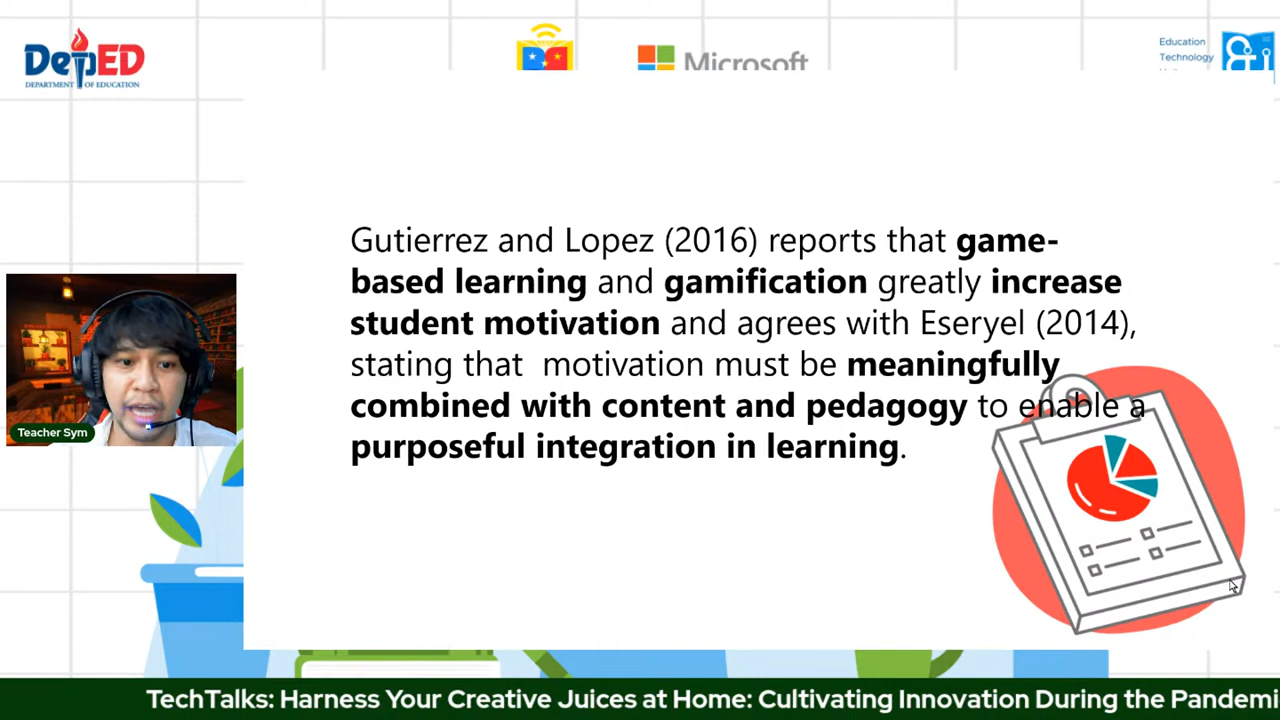 DepED
DEPARTMENT OF EDUCATION
Microsoft
Education
Technology
Gutierrez and Lopez (2016) reports that game-
based learning and gamification greatly increase
student motivation and agrees with Eseryel (2014),
stating that motivation must be meaningfully
combined with content and pedagogy to enable a
purposeful integration in learning.
Teacher Sym
TechTalks: Harness Your Creative Juices at Home: Cultivating Innovation During the Pandemi